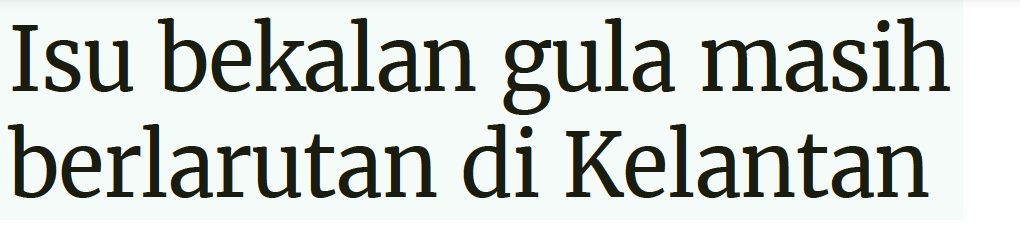 Isu bekalan gula masih
berlarutan di Kelantan